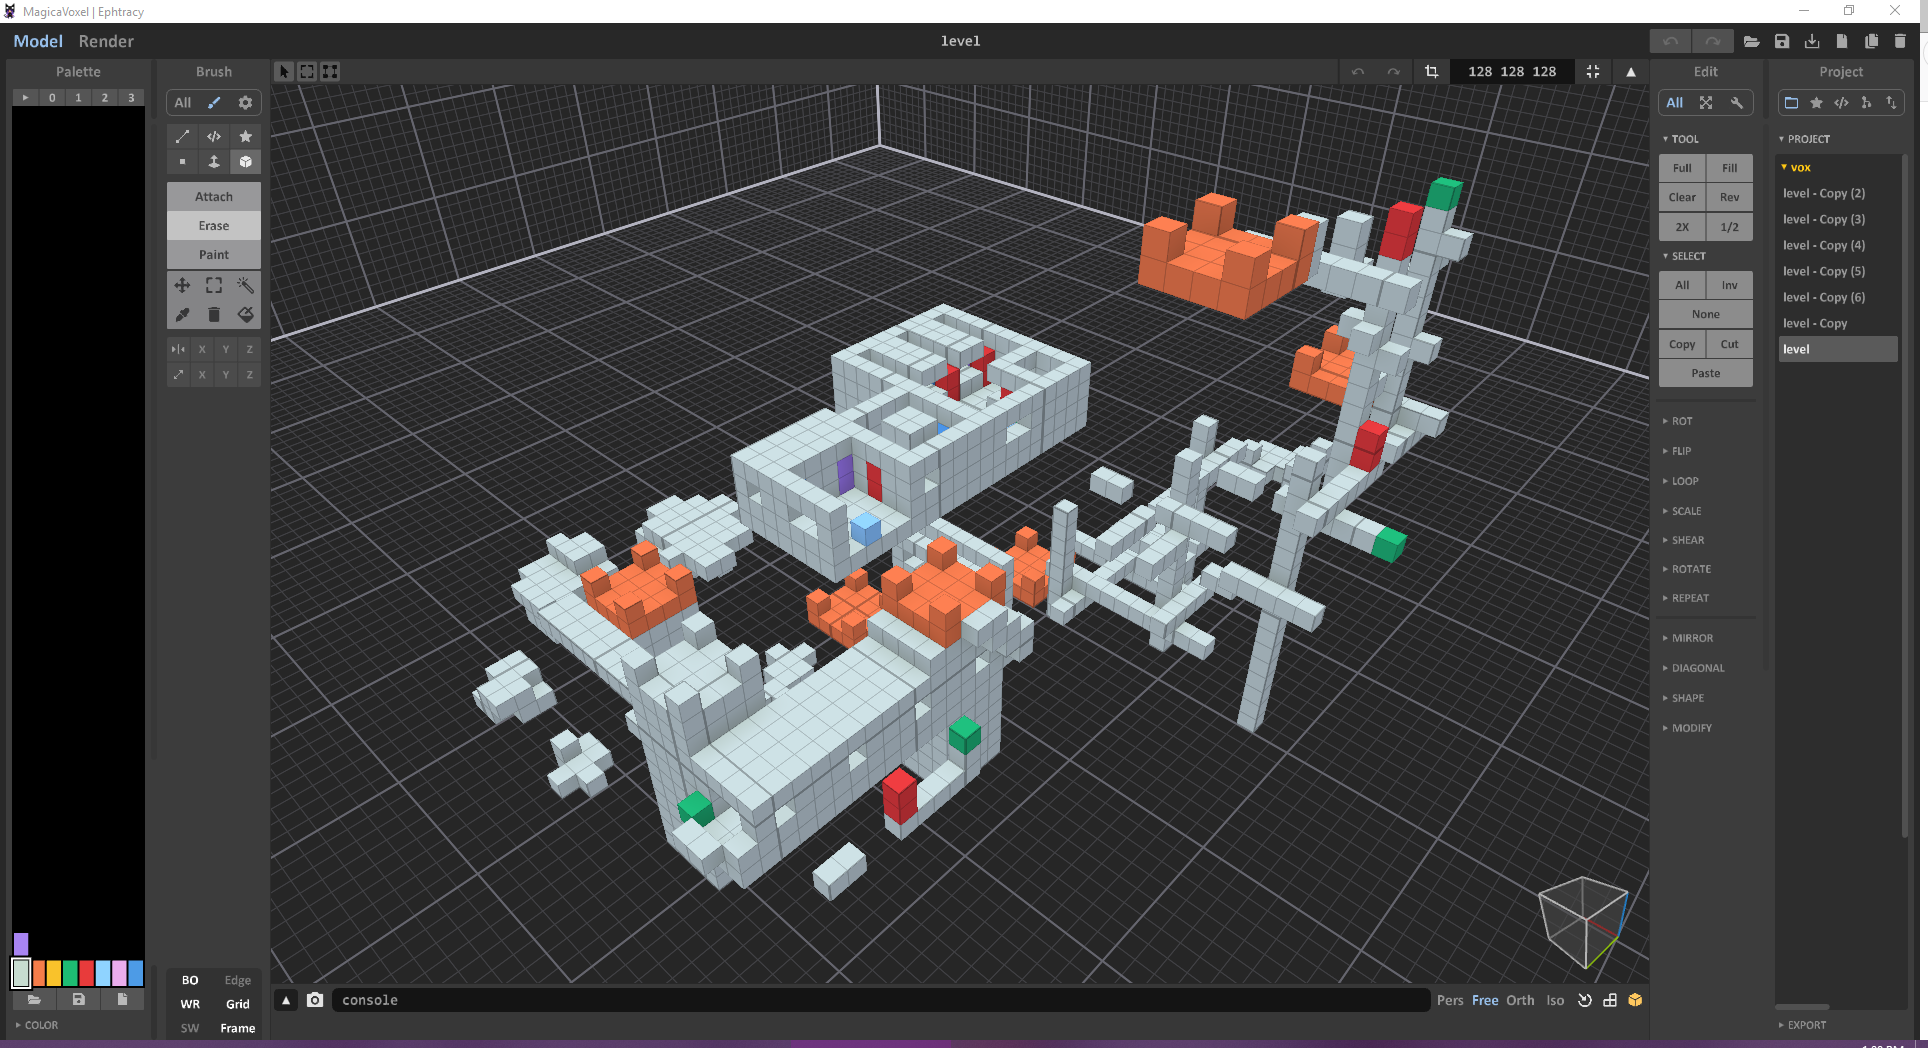 MagicaVoxel | Ephtracy
Model Render
level
Palette
0 1 2 3
COLOR
Brush
All
Attach
Erase
Paint
X Y Z
X Y Z
BO Edge
WR Grid
SW Frame
128 128 128
console
Pers Free Orth Iso
Edit
All
TOOL
Full Fill
Clear Rev
2X 1/2
SELECT
All Inv
None
Copy Cut
Paste
ROT
FLIP
LOOP
SCALE
SHEAR
ROTATE
REPEAT
MIRROR
DIAGONAL
SHAPE
MODIFY
Project
PROJECT
vox
level - Copy (2)
level - Copy (3)
level - Copy (4)
level - Copy (5)
level - Copy (6)
level - Copy
level
EXPORT